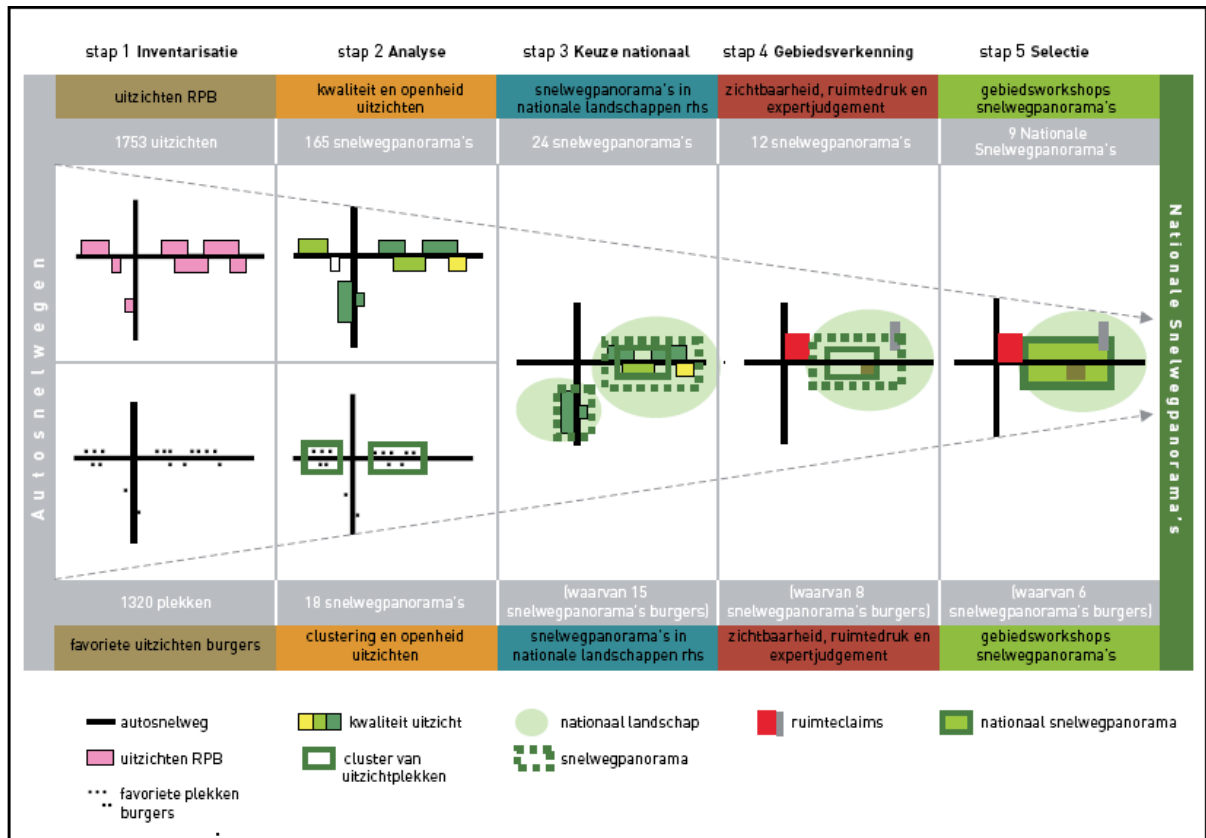 stap 1 Inventarisatie
stap 2 Analyse
stap 3 Keuze nationaal
stap 4 Gebiedsverkenning
stap 5 Selectie
uitzichten RPB
kwaliteit en openheid
uitzichten
snelwegpanorama's in
nationale landschappen rhs
zichtbaarheid, ruimtedruk en
expertjudgement
gebiedsworkshops
snelwegpanorama's
1753 uitzichten
165 snelwegpanorama's
24 snelwegpanorama's
12 snelwegpanorama's
9 Nationale
Snelwegpanorama's
Autosnelwegen
Nationale Snelwegpanorama's
1320 plekken
18 snelwegpanorama's
(waarvan 15
snelwegpanorama's burgers)
(waarvan 8
snelwegpanorama's burgers)
(waarvan 6
snelwegpanorama's burgers)
favoriete uitzichten burgers
clustering en openheid
uitzichten
snelwegpanorama's in
nationale landschappen rhs
zichtbaarheid, ruimtedruk en
expertjudgement
gebiedsworkshops
snelwegpanorama's
autosnelweg
kwaliteit uitzicht
nationaal landschap
ruimteclaims
nationaal snelwegpanorama
uitzichten RPB
cluster van
uitzichtplekken
snelwegpanorama
favoriete plekken
burgers